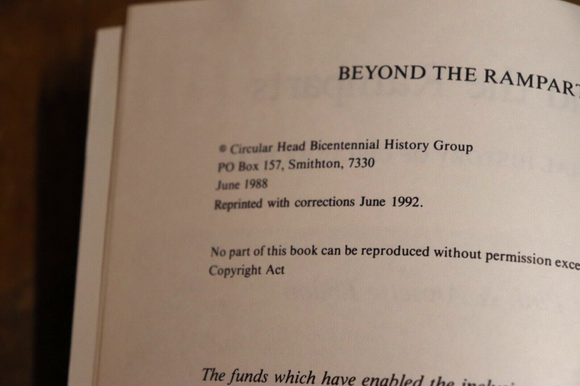 BEYOND THE RAMPART
© Circular Head Bicentennial History Group
PO Box 157, Smithton, 7330
June 1988
Reprinted with corrections June 1992.
No part of this book can be reproduced without permission exce
Copyright Act
The funds which have enabled the